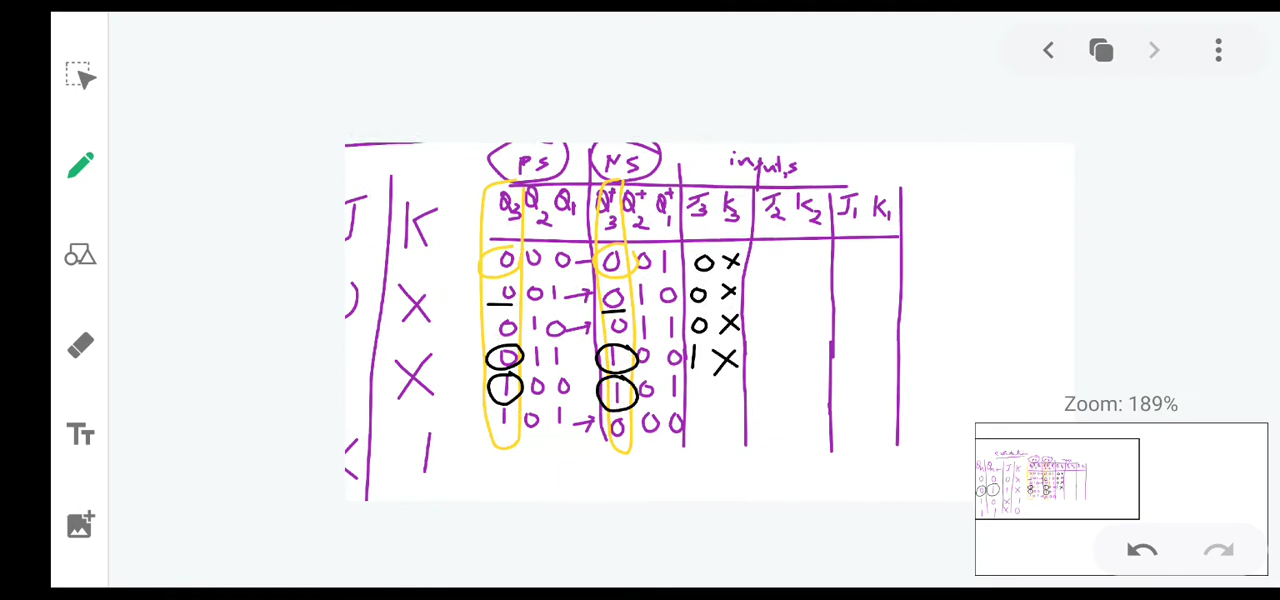 PS NS inputs
J K Q3 Q2 Q1 Q3+ Q2+ Q1+ J3 K3 J2 K2 J1 K1
0 0 0 → 0 0 1 0 X
X 0 0 1 → 0 1 0 0 X
0 1 0 → 0 1 1 0 X
X 0 1 1 1 0 0 1 X
1 0 0 1 0 1
1 1 0 1 → 0 0 0
Zoom: 189%
Tт